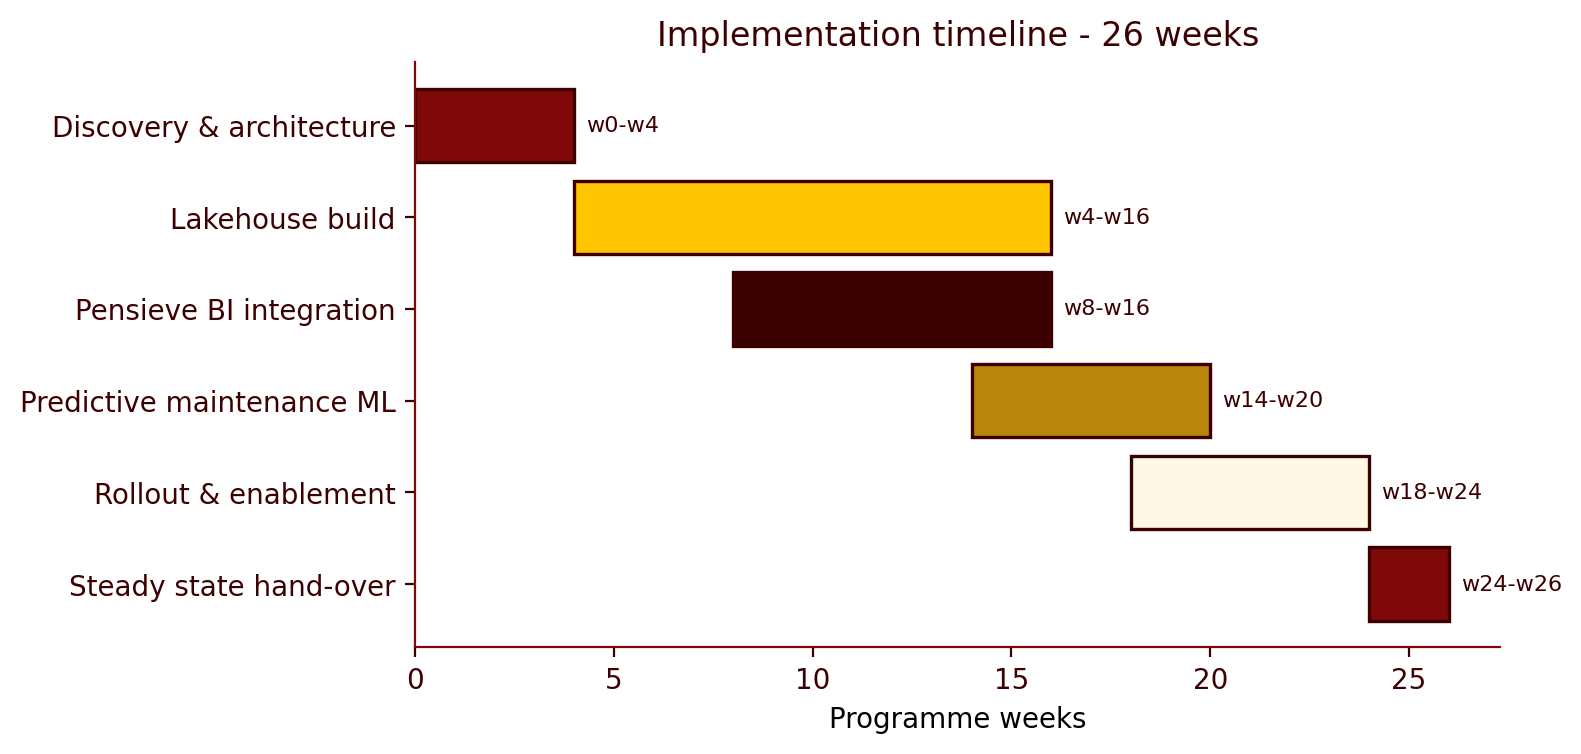 Implementation timeline - 26 weeks
Discovery & architecture
w0-w4
Lakehouse build
w4-w16
Pensieve BI integration
w8-w16
Predictive maintenance ML
w14-w20
Rollout & enablement
w18-w24
Steady state hand-over
w24-w26
0 5 10 15 20 25
Programme weeks